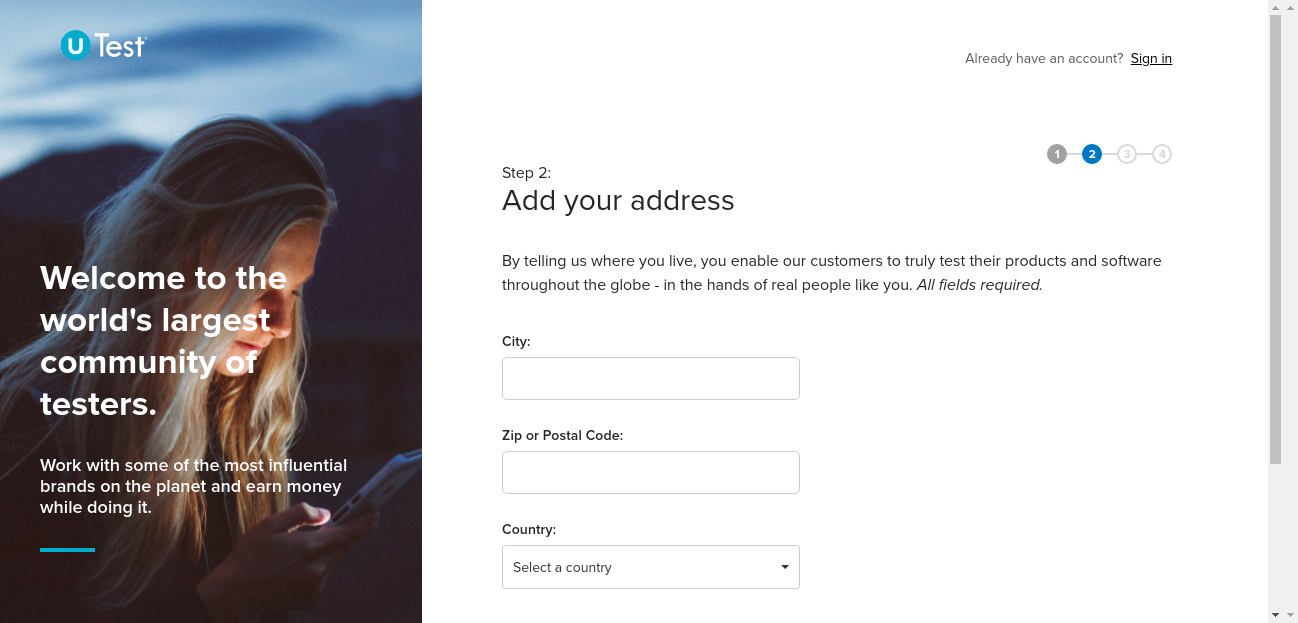 U Test
Already have an account? Sign in
1 2 3 4
Step 2:
Add your address
By telling us where you live, you enable our customers to truly test their products and software
throughout the globe - in the hands of real people like you. All fields required.
City:
Zip or Postal Code:
Country:
Select a country
Welcome to the
world's largest
community of
testers.
Work with some of the most influential
brands on the planet and earn money
while doing it.